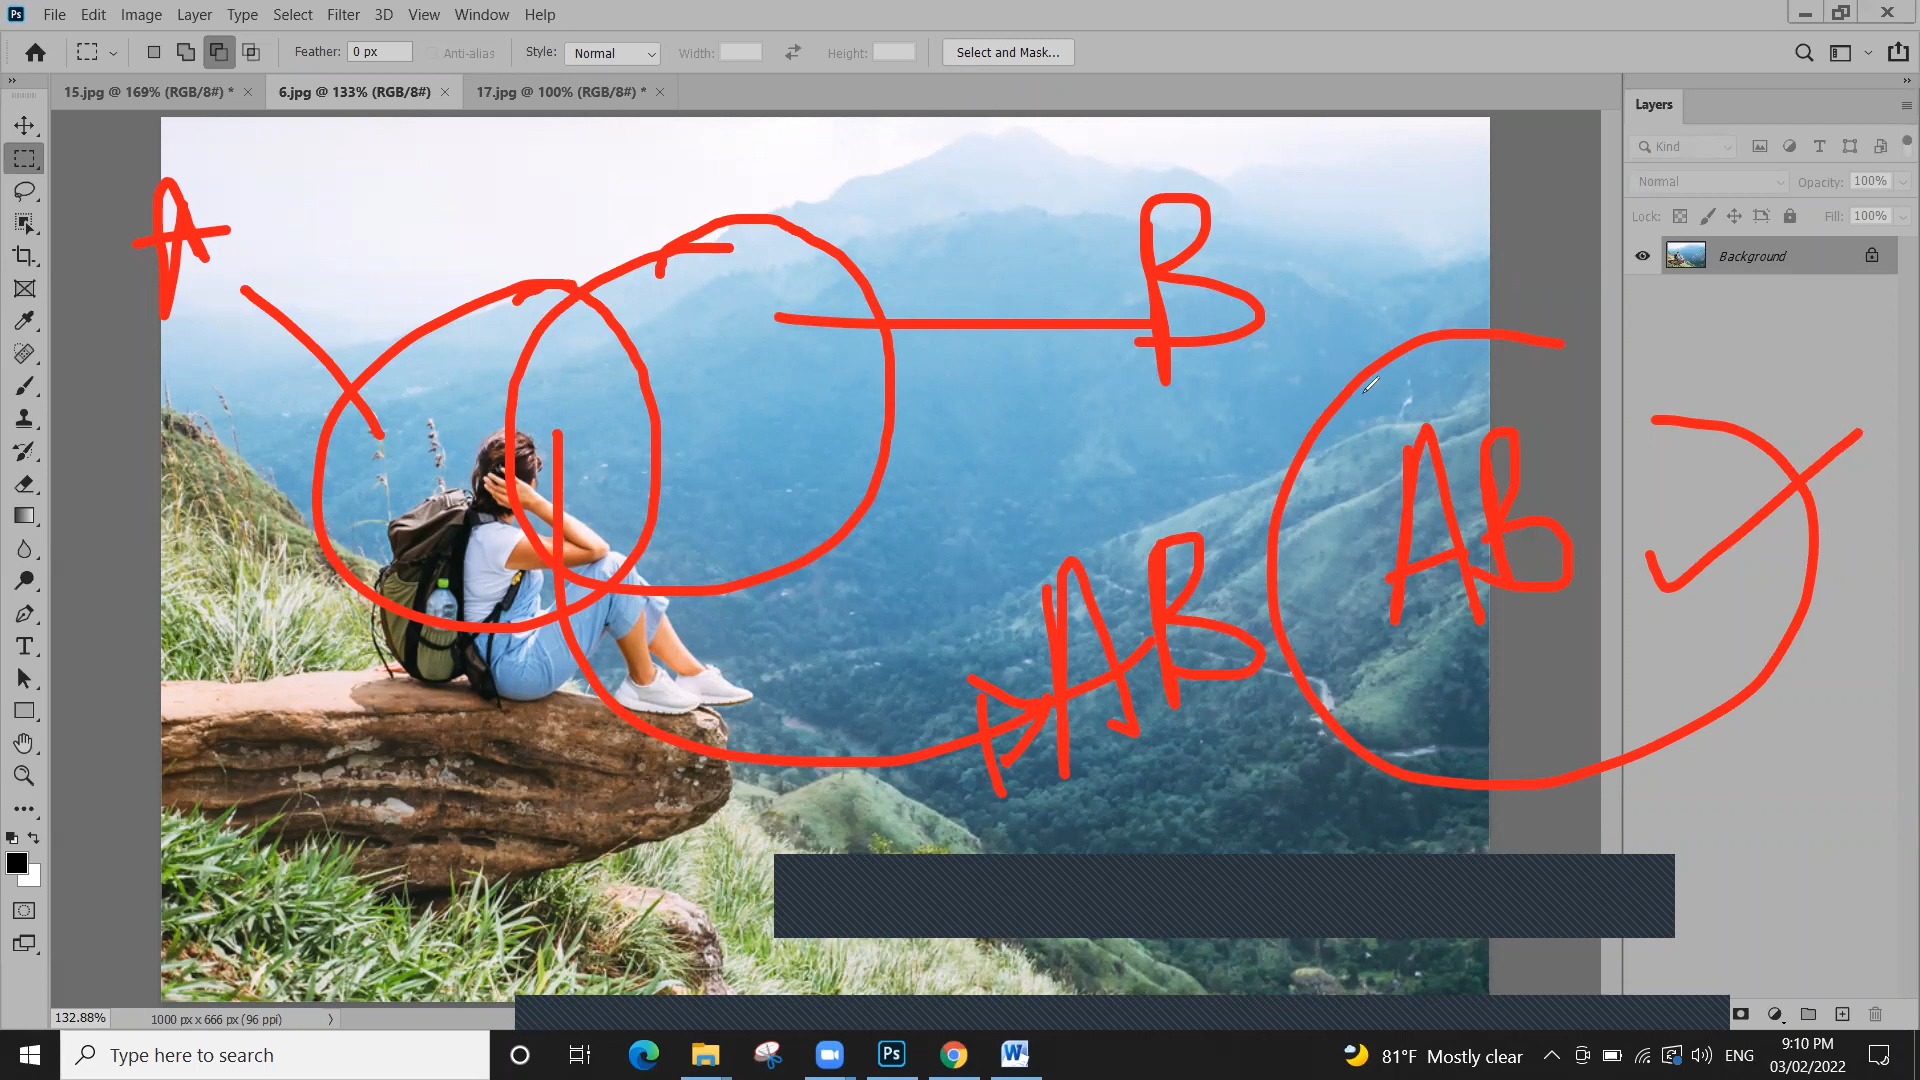 Ps File Edit Image Layer Type Select Filter 3D View Window Help
Feather: 0 px Anti-alias Style: Normal Width: Height: Select and Mask...
15.jpg @ 169% (RGB/8#) * 6.jpg @ 133% (RGB/8#) 17.jpg @ 100% (RGB/8#) *
Layers
Kind
Normal Opacity: 100%
Lock: Fill: 100%
Background
A
B
AB
AB
132.88% 1000 px x 666 px (96 ppi)
Type here to search
Ps
W
81°F Mostly clear
ENG
9:10 PM
03/02/2022